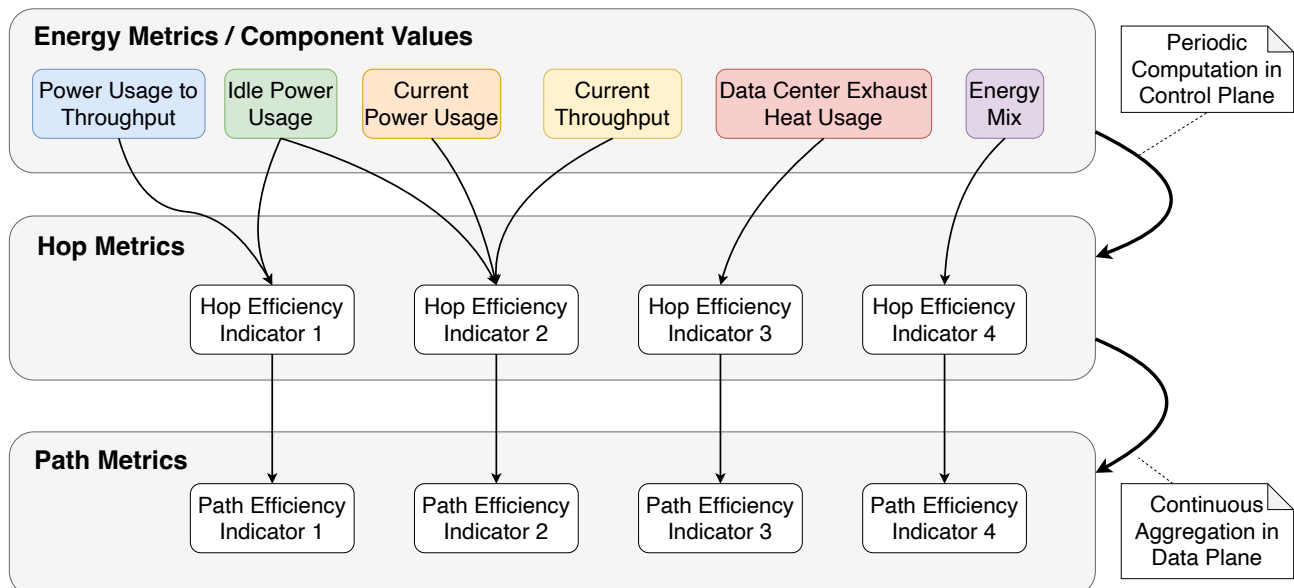 Energy Metrics / Component Values
Power Usage to
Throughput
Idle Power
Usage
Current
Power Usage
Current
Throughput
Data Center Exhaust
Heat Usage
Energy
Mix
Periodic
Computation in
Control Plane
Hop Metrics
Hop Efficiency
Indicator 1
Hop Efficiency
Indicator 2
Hop Efficiency
Indicator 3
Hop Efficiency
Indicator 4
Path Metrics
Path Efficiency
Indicator 1
Path Efficiency
Indicator 2
Path Efficiency
Indicator 3
Path Efficiency
Indicator 4
Continuous
Aggregation in
Data Plane